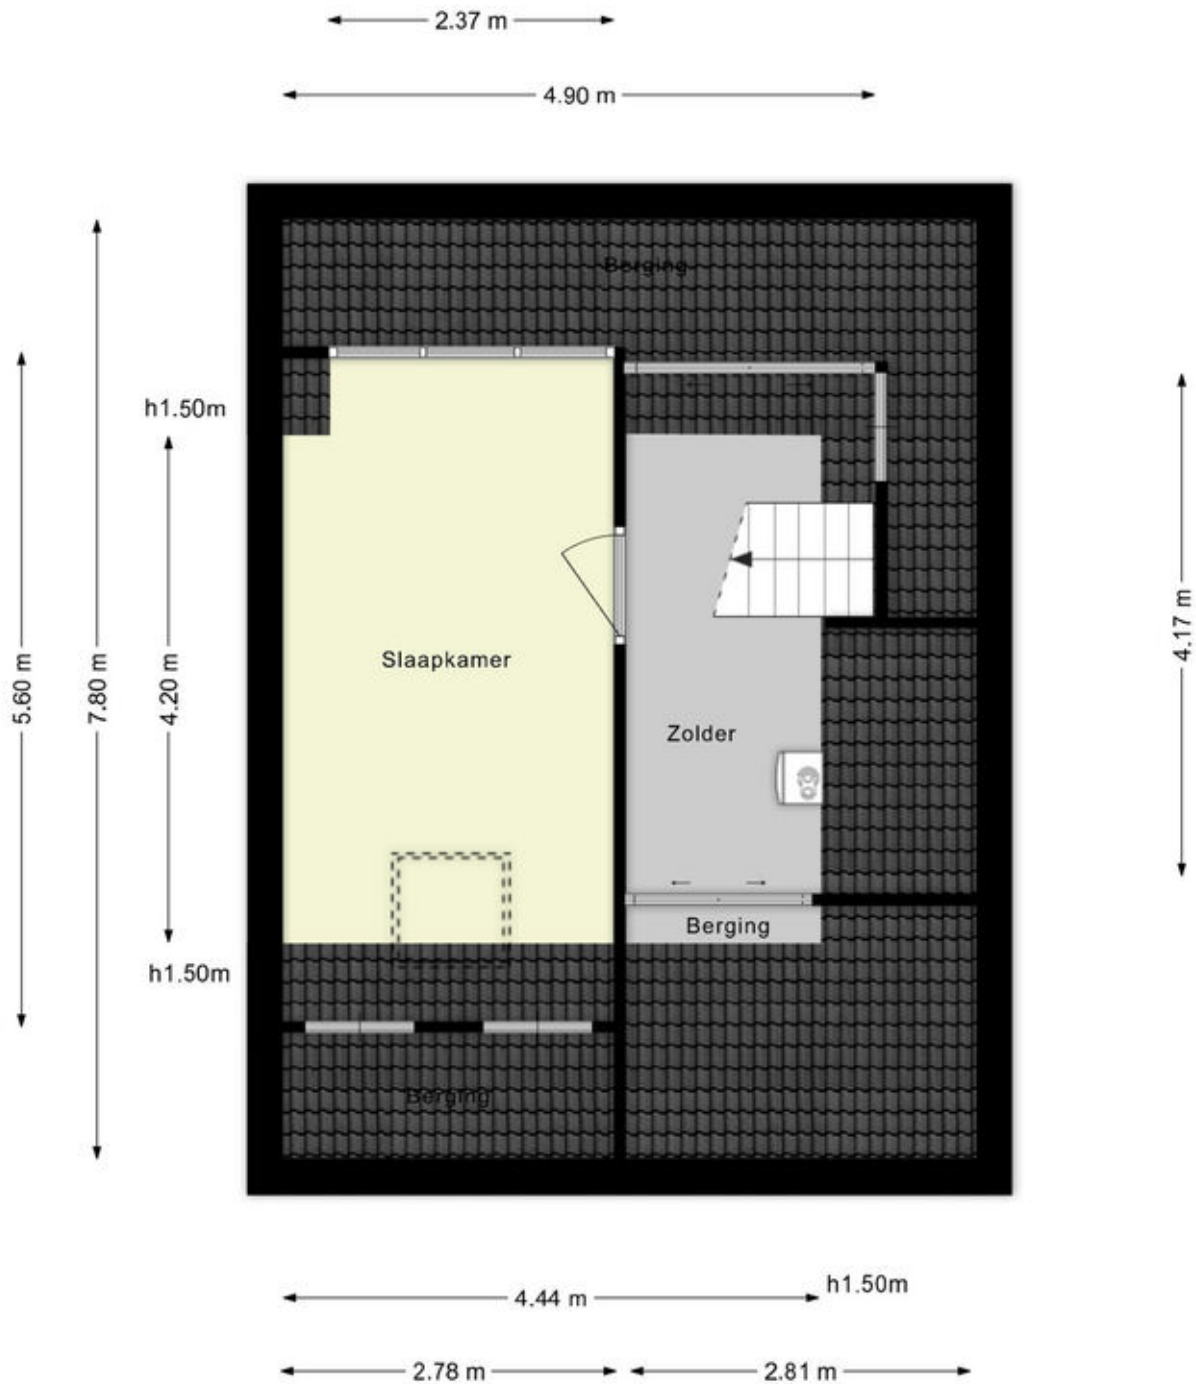 2.37 m
4.90 m
Berging
h1.50m
5.60 m
7.80 m
4.20 m
4.17 m
Slaapkamer
Zolder
Berging
h1.50m
Berging
h1.50m
4.44 m
2.78 m
2.81 m